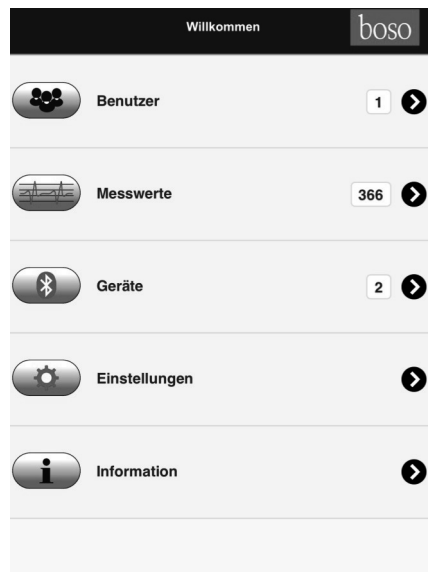 Willkommen
boso
Benutzer 1
Messwerte 366
Geräte 2
Einstellungen
Information